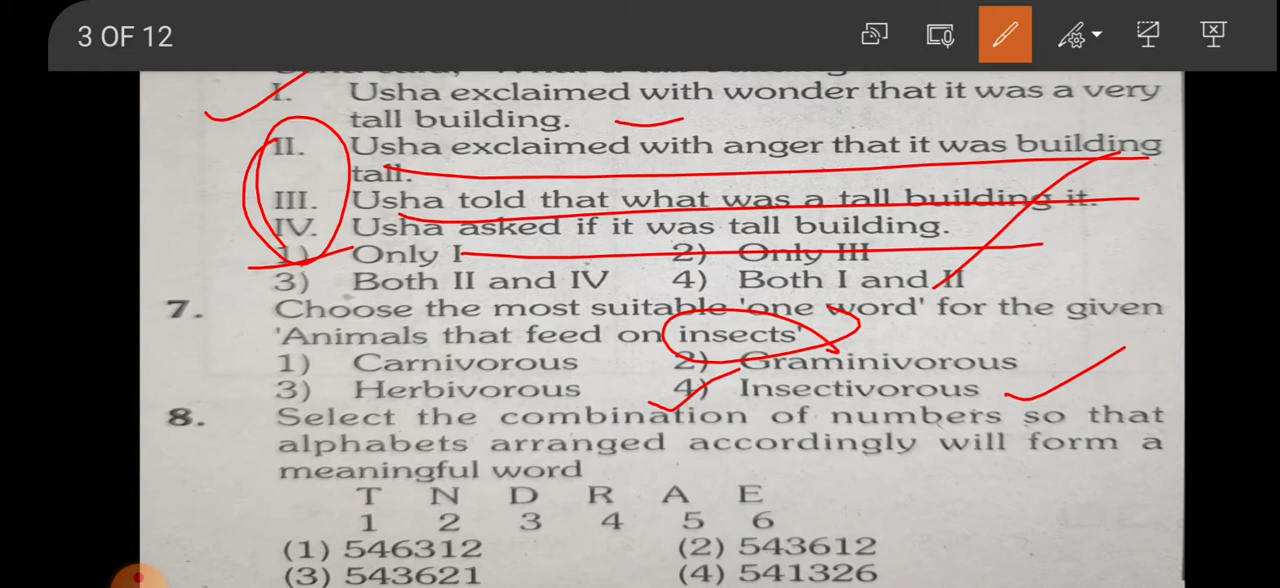 3 OF 12
I. Usha exclaimed with wonder that it was a very
tall building.
II. Usha exclaimed with anger that it was building
tall.
III. Usha told that what was a tall building it.
IV. Usha asked if it was tall building.
1) Only I 2) Only III
3) Both II and IV 4) Both I and II
7. Choose the most suitable 'one word' for the given
'Animals that feed on insects'
1) Carnivorous 2) Graminivorous
3) Herbivorous 4) Insectivorous
8. Select the combination of numbers so that
alphabets arranged accordingly will form a
meaningful word
T N D R A E
1 2 3 4 5 6
(1) 546312 (2) 543612
(3) 543621 (4) 541326